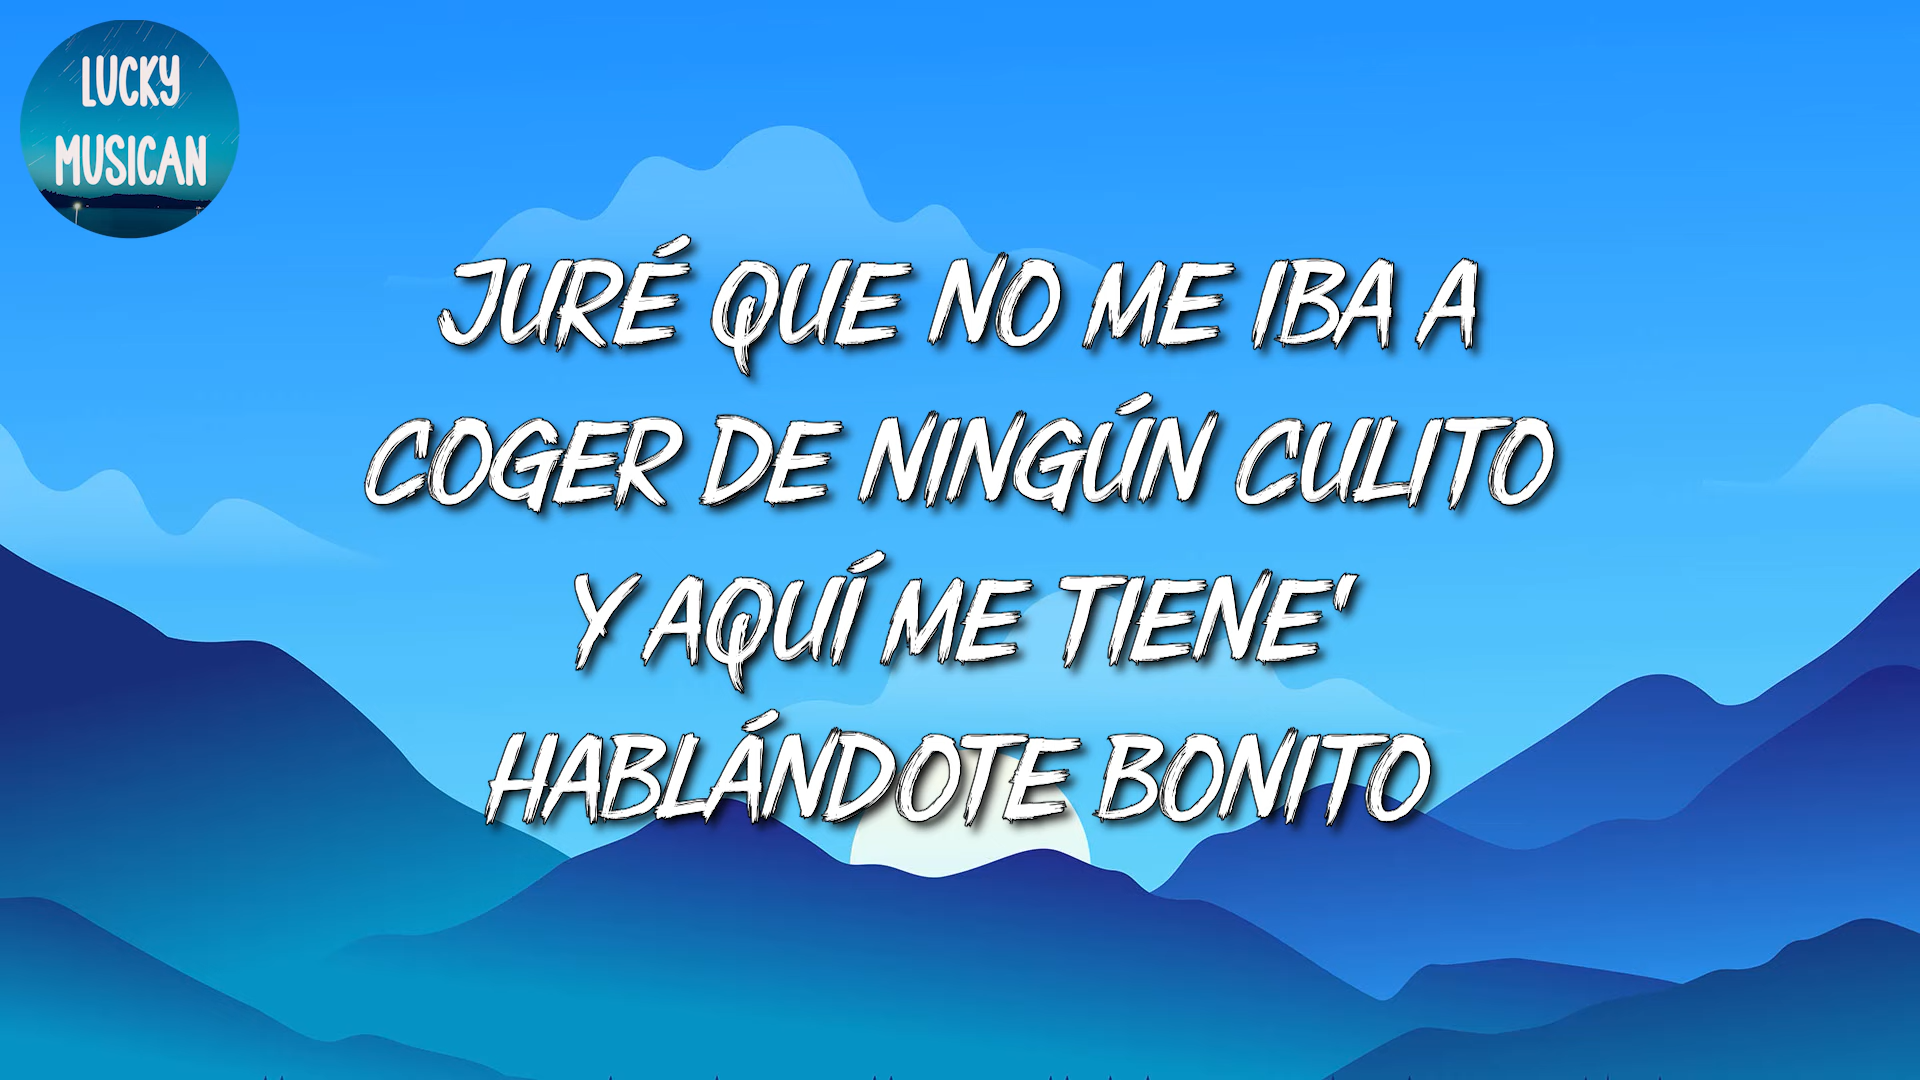 LUCKY
MUSICAN
JURÉ QUE NO ME IBA A
COGER DE NINGÚN CULITO
Y AQUÍ ME TIENE'
HABLÁNDOTE BONITO